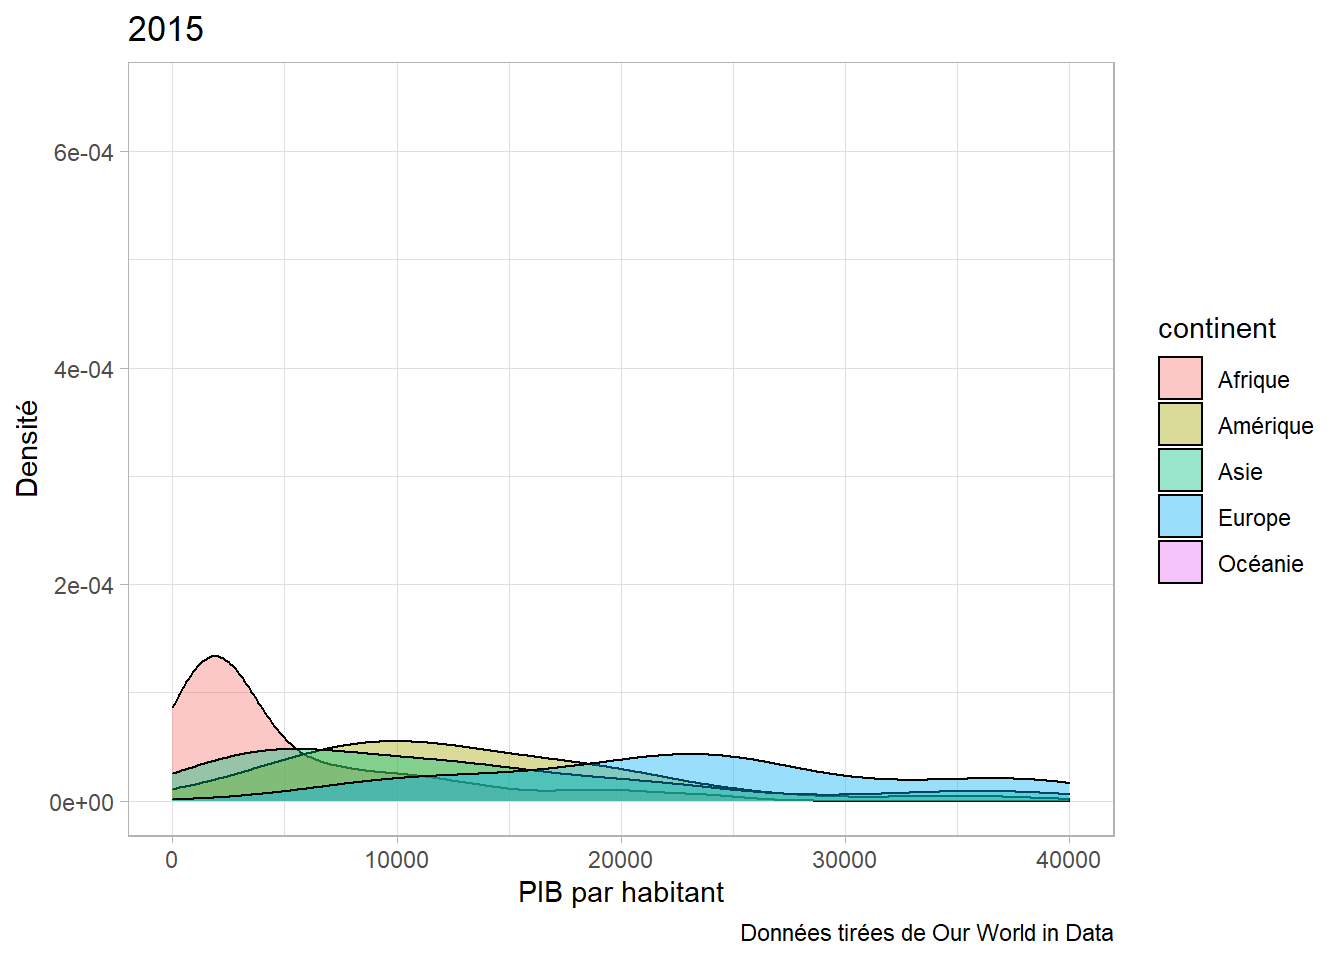 2015
6e-04
4e-04
2e-04
0e+00
Densité
0
10000
20000
30000
40000
PIB par habitant
continent
Afrique
Amérique
Asie
Europe
Océanie
Données tirées de Our World in Data